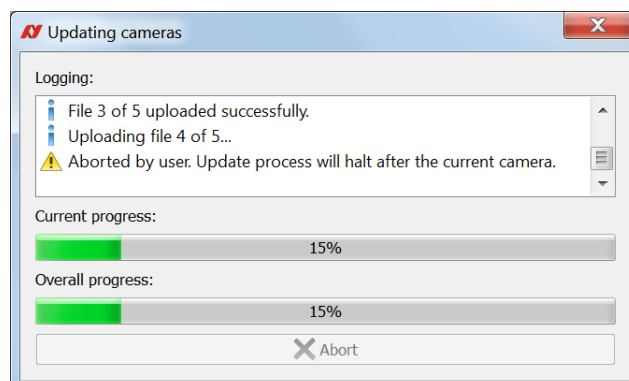 Updating cameras
Logging:
File 3 of 5 uploaded successfully.
Uploading file 4 of 5...
Aborted by user. Update process will halt after the current camera.
Current progress:
15%
Overall progress:
15%
Abort